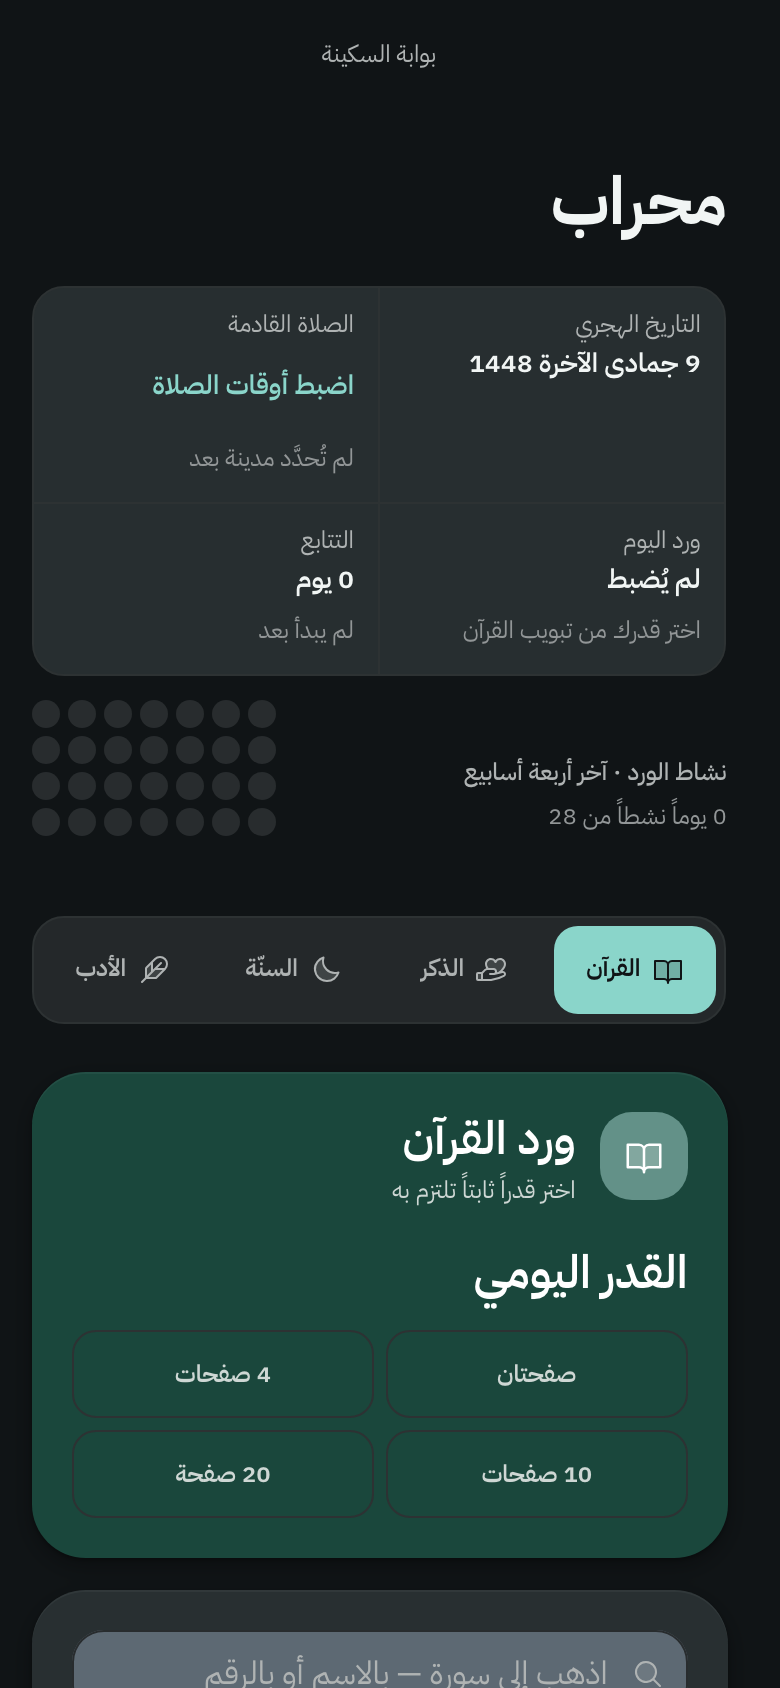 بوابة السكينة
محراب
التاريخ الهجري
9 جمادى الآخرة 1448
الصلاة القادمة
اضبط أوقات الصلاة
لم تُحدَّد مدينة بعد
ورد اليوم
لم يُضبط
اختر قدرك من تبويب القرآن
التتابع
0 يوم
لم يبدأ بعد
نشاط الورد · آخر أربعة أسابيع
0 يوماً نشطاً من 28
القرآن
الذكر
السنّة
الأدب
ورد القرآن
اختر قدراً ثابتاً تلتزم به
القدر اليومي
صفحتان
4 صفحات
10 صفحات
20 صفحة
اذهب إلى سورة — بالاسم أو بالرقم